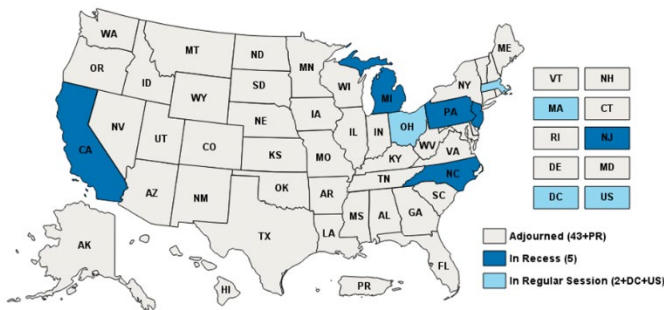 WA
MT
ND
MN
ME
OR
ID
SD
WI
MI
NY
WY
NV
UT
CO
NE
IA
IL
IN
OH
PA
CA
KS
MO
KY
WV
VA
AZ
NM
OK
AR
TN
NC
SC
TX
LA
MS
AL
GA
FL
AK
HI
PR
VT NH
MA CT
RI NJ
DE MD
DC US
Adjourned (43+PR)
In Recess (5)
In Regular Session (2+DC+US)